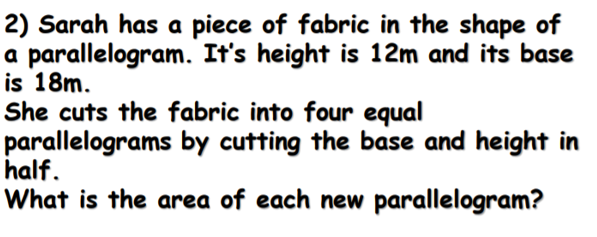 2) Sarah has a piece of fabric in the shape of
a parallelogram. It's height is 12m and its base
is 18m.
She cuts the fabric into four equal
parallelograms by cutting the base and height in
half.
What is the area of each new parallelogram?